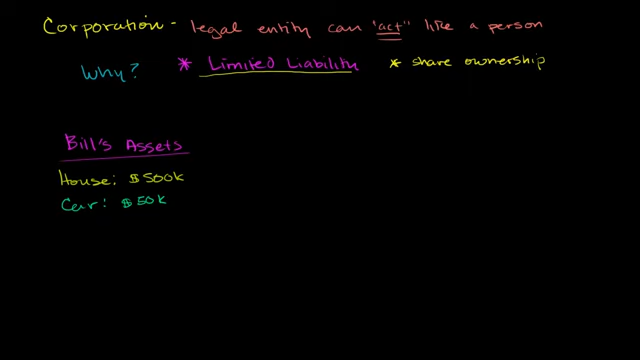 Corporation - legal entity can "act" like a person
Why? * Limited Liability * share ownership
Bill's Assets
House: $500k
Car: $50k